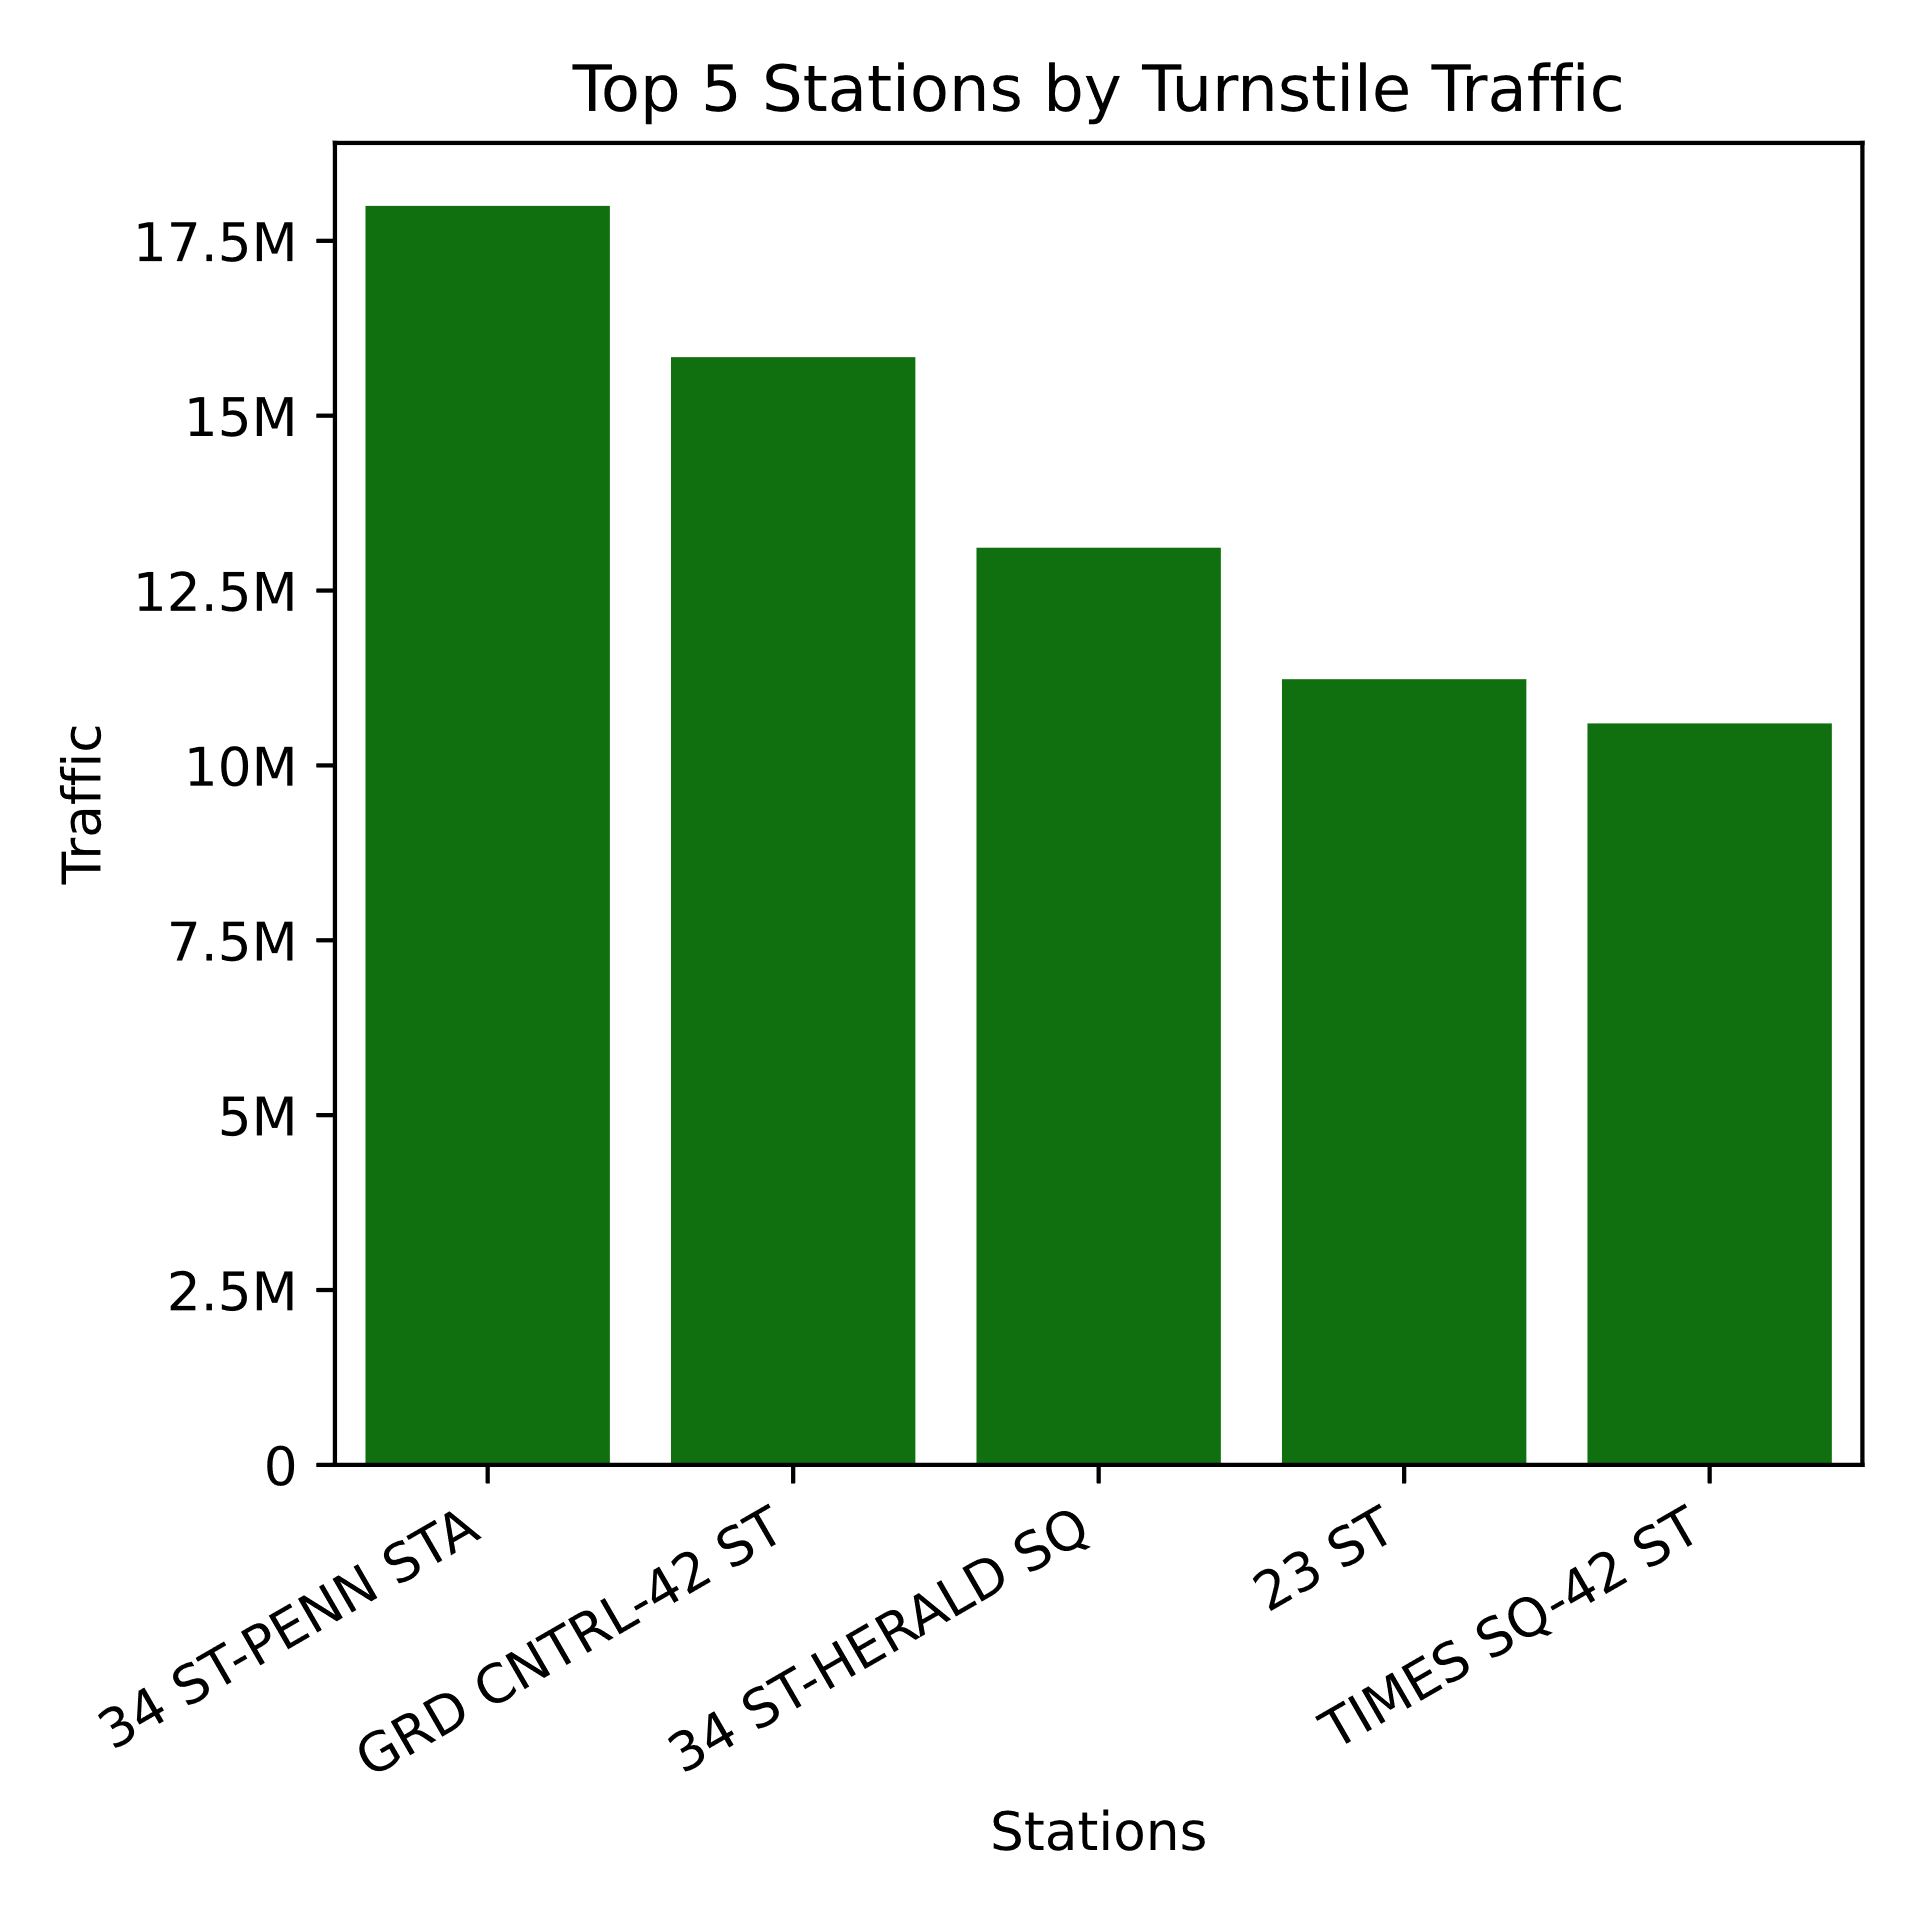 Top 5 Stations by Turnstile Traffic
17.5M
15M
12.5M
10M
7.5M
5M
2.5M
0
Traffic
34 ST-PENN STA
GRD CNTRL-42 ST
34 ST-HERALD SQ
23 ST
TIMES SQ-42 ST
Stations